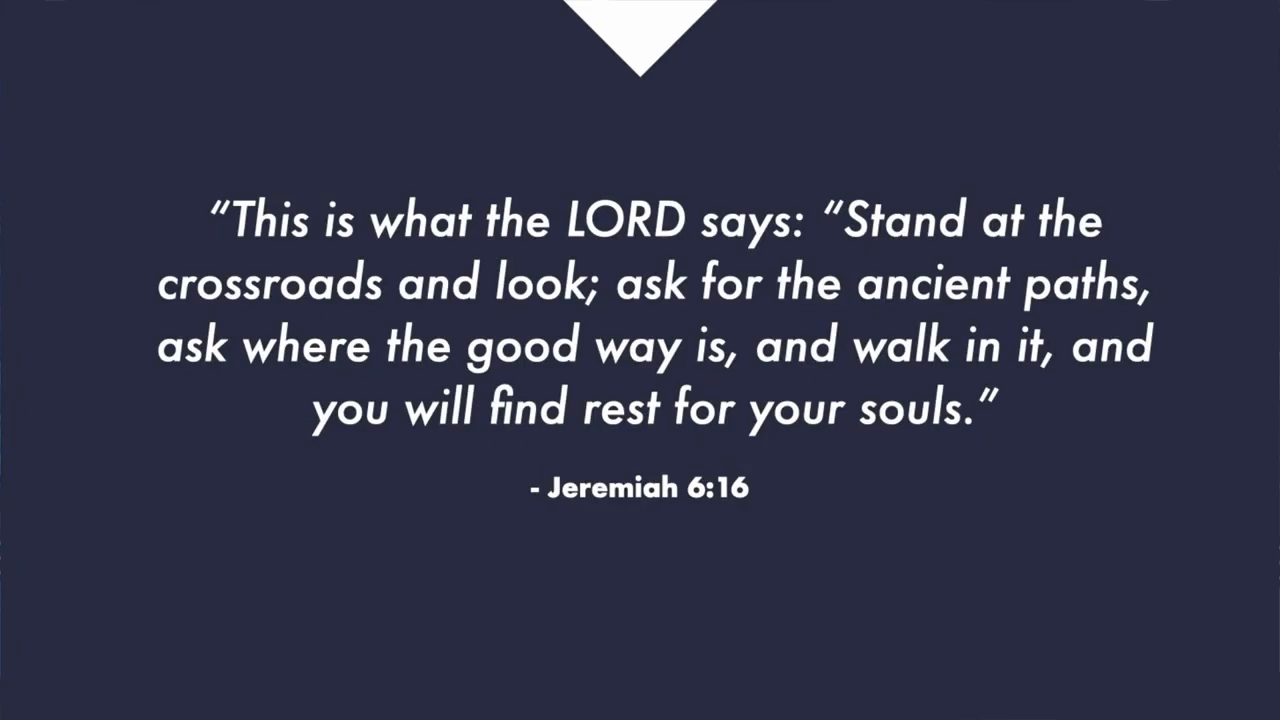 “This is what the LORD says: “Stand at the
crossroads and look; ask for the ancient paths,
ask where the good way is, and walk in it, and
you will find rest for your souls.”
- Jeremiah 6:16